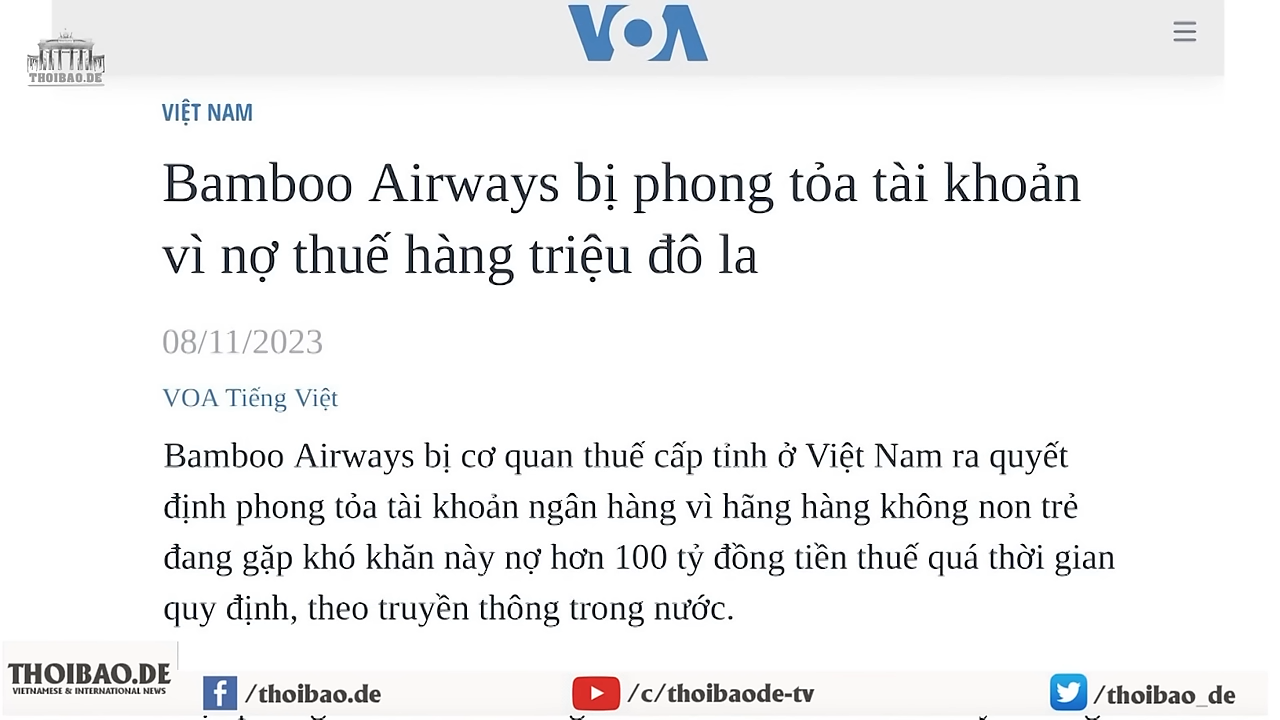 VOA
THOIBAO.DE
VIỆT NAM
Bamboo Airways bị phong tỏa tài khoản
vì nợ thuế hàng triệu đô la
08/11/2023
VOA Tiếng Việt
Bamboo Airways bị cơ quan thuế cấp tỉnh ở Việt Nam ra quyết
định phong tỏa tài khoản ngân hàng vì hãng hàng không non trẻ
đang gặp khó khăn này nợ hơn 100 tỷ đồng tiền thuế quá thời gian
quy định, theo truyền thông trong nước.
THOIBAO.DE
VIETNAMESE & INTERNATIONAL NEWS
/thoibao.de
/c/thoibaode-tv
/thoibao_de